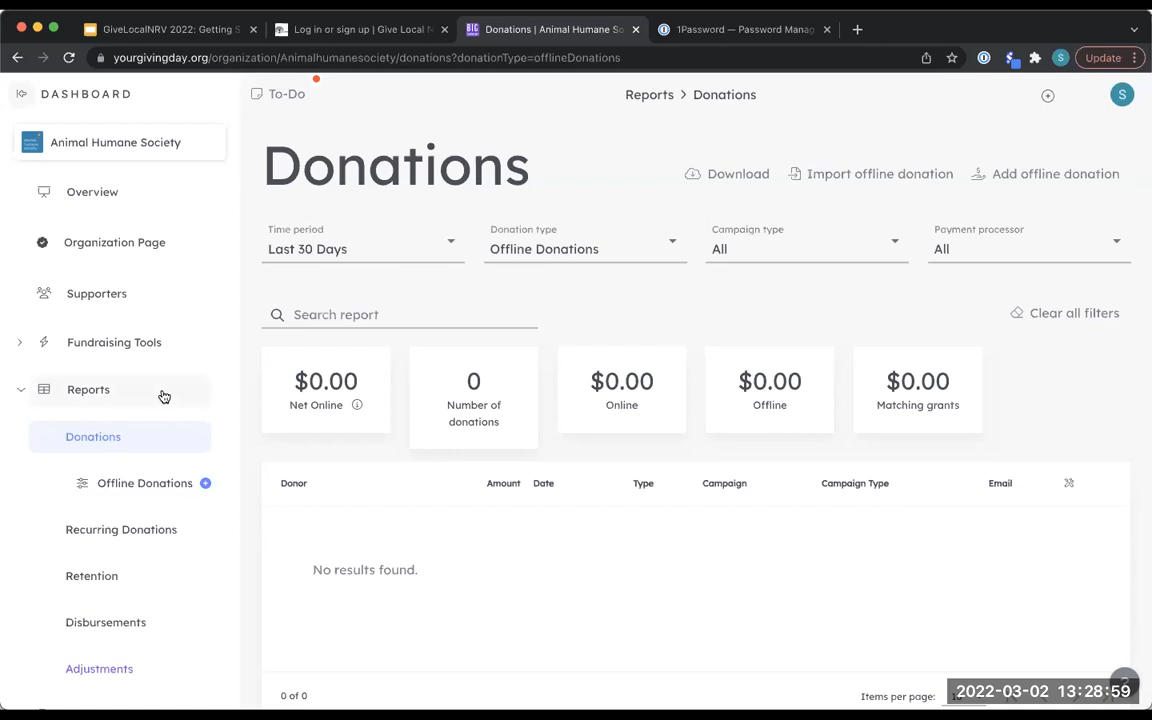 GiveLocalNRV 2022: Getting S
Log in or sign up | Give Local N
Donations | Animal Humane So
1Password — Password Manag
yourgivingday.org/organization/Animalhumanesociety/donations?donationType=offlineDonations
S
Update
DASHBOARD
To-Do
Reports > Donations
S
Animal Humane Society
Overview
Organization Page
Supporters
Fundraising Tools
Reports
Donations
Offline Donations
Recurring Donations
Retention
Disbursements
Adjustments
Donations
Download
Import offline donation
Add offline donation
Time period
Last 30 Days
Donation type
Offline Donations
Campaign type
All
Payment processor
All
Search report
Clear all filters
$0.00
Net Online
0
Number of
donations
$0.00
Online
$0.00
Offline
$0.00
Matching grants
Donor Amount Date Type Campaign Campaign Type Email
No results found.
0 of 0
Items per page:
2022-03-02 13:28:59